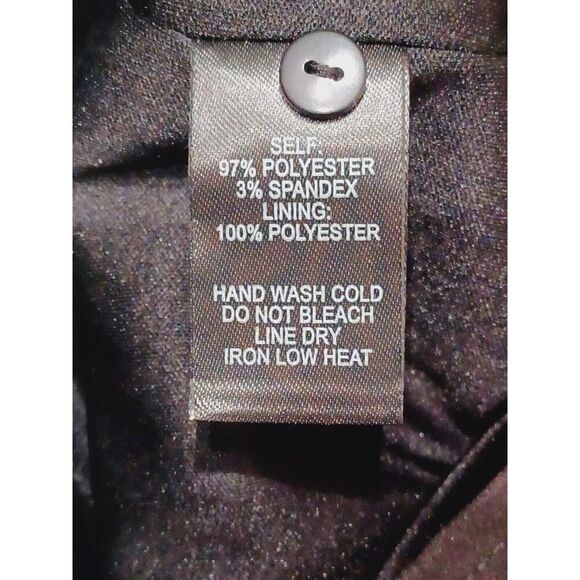 SELF:
97% POLYESTER
3% SPANDEX
LINING:
100% POLYESTER
HAND WASH COLD
DO NOT BLEACH
LINE DRY
IRON LOW HEAT